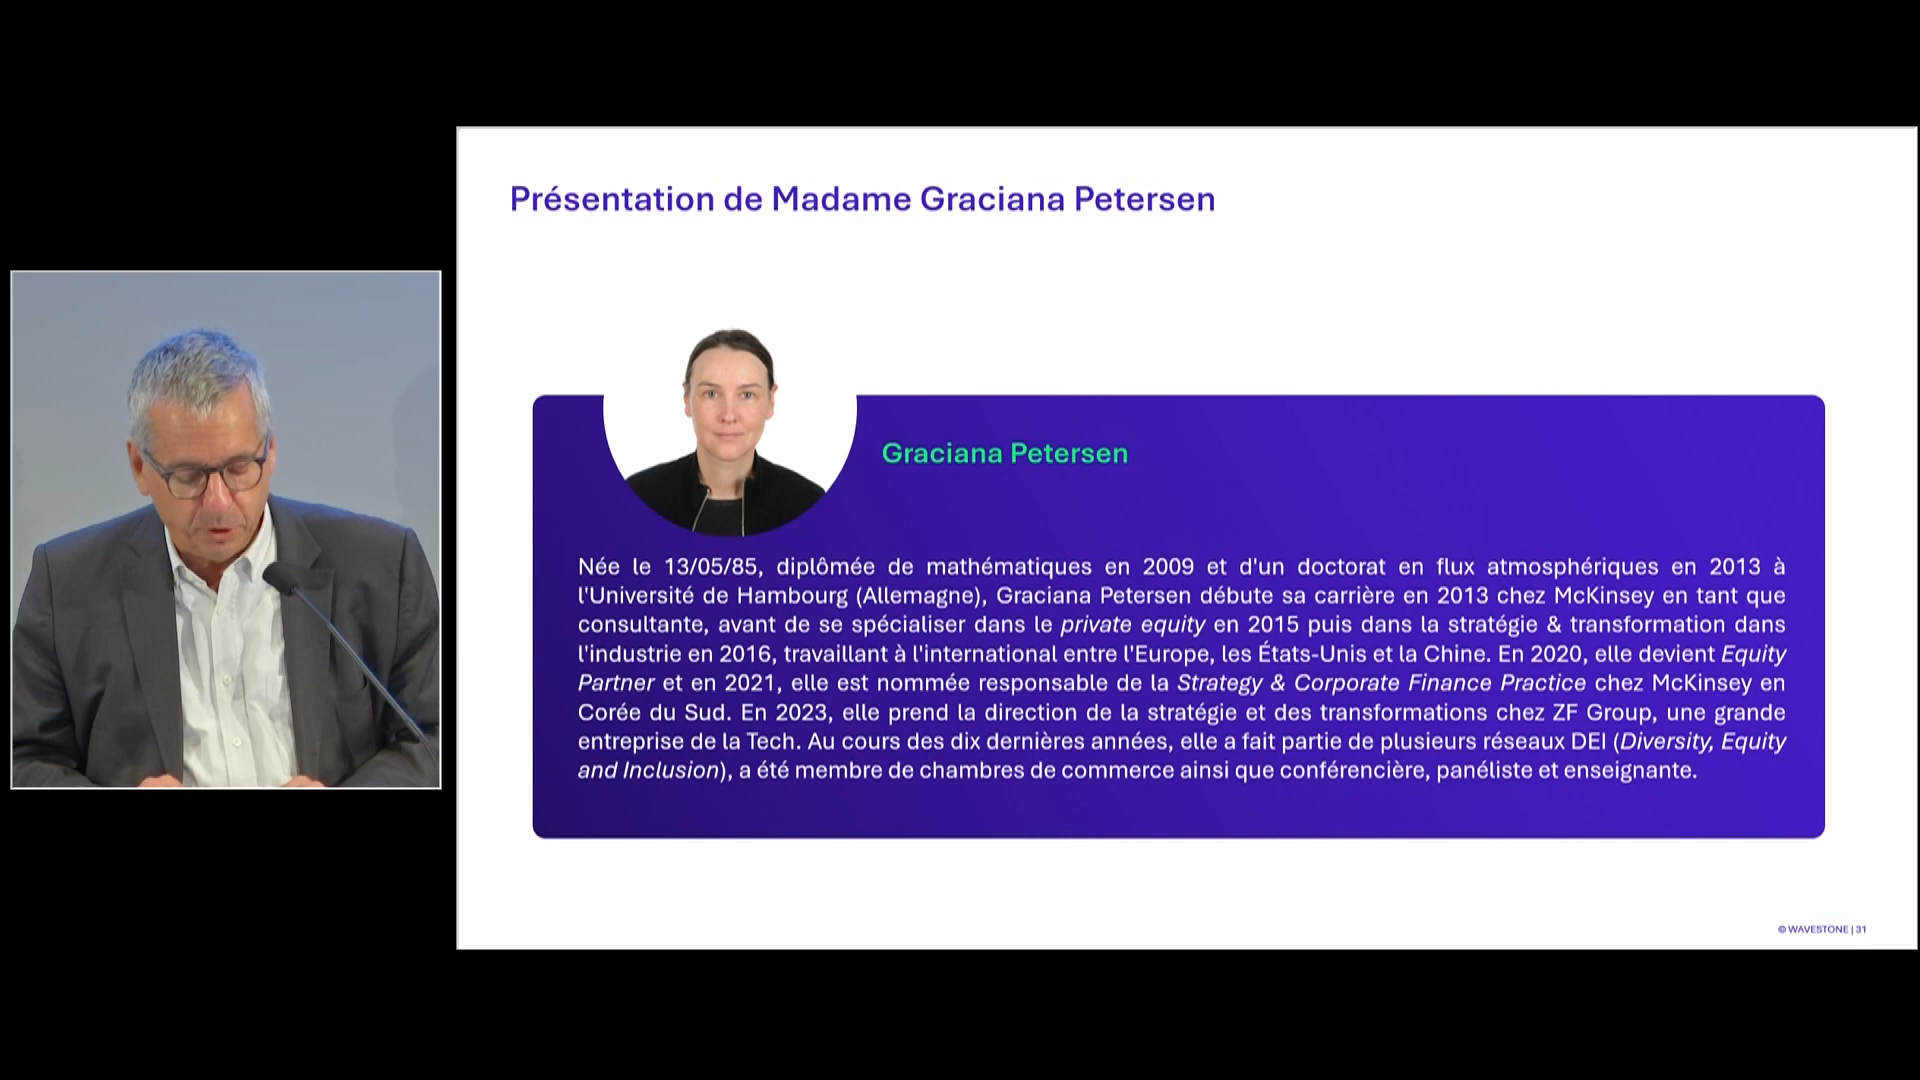 Présentation de Madame Graciana Petersen
Graciana Petersen
Née le 13/05/85, diplômée de mathématiques en 2009 et d'un doctorat en flux atmosphériques en 2013 à
l'Université de Hambourg (Allemagne), Graciana Petersen débute sa carrière en 2013 chez McKinsey en tant que
consultante, avant de se spécialiser dans le private equity en 2015 puis dans la stratégie & transformation dans
l'industrie en 2016, travaillant à l'international entre l'Europe, les États-Unis et la Chine. En 2020, elle devient Equity
Partner et en 2021, elle est nommée responsable de la Strategy & Corporate Finance Practice chez McKinsey en
Corée du Sud. En 2023, elle prend la direction de la stratégie et des transformations chez ZF Group, une grande
entreprise de la Tech. Au cours des dix dernières années, elle a fait partie de plusieurs réseaux DEI (Diversity, Equity
and Inclusion), a été membre de chambres de commerce ainsi que conférencière, panéliste et enseignante.
© WAVESTONE | 31